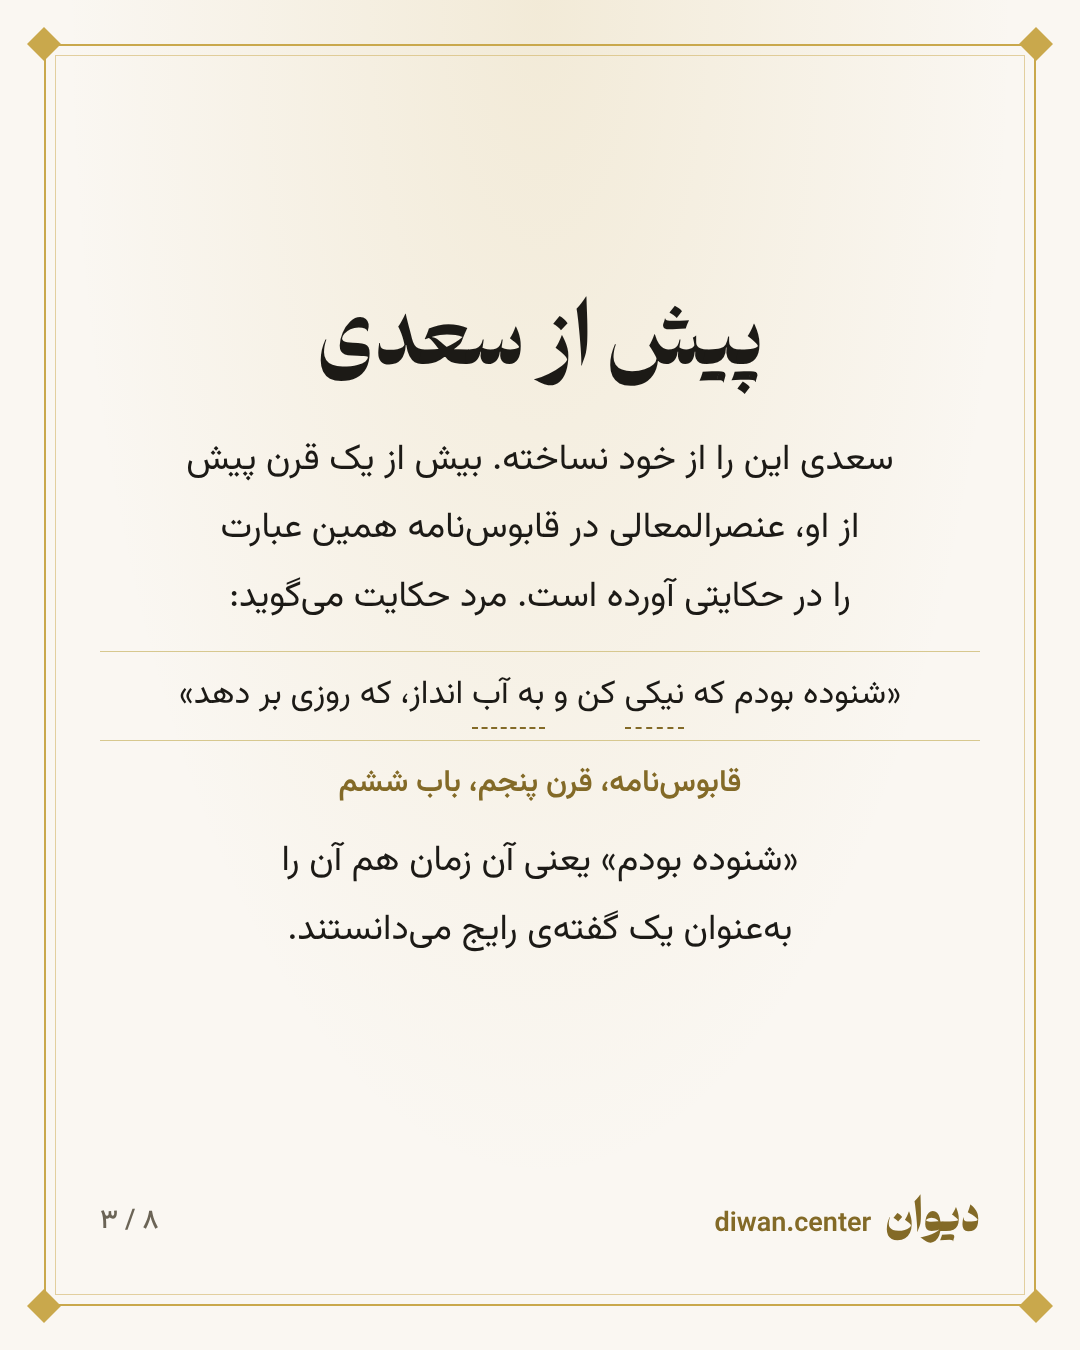 پیش از سعدی
سعدی این را از خود نساخته. بیش از یک قرن پیش
از او، عنصرالمعالی در قابوس‌نامه همین عبارت
را در حکایتی آورده است. مرد حکایت می‌گوید:
«شنوده بودم که نیکی کن و به آب انداز، که روزی بر دهد»
قابوس‌نامه، قرن پنجم، باب ششم
«شنوده بودم» یعنی آن زمان هم آن را
به‌عنوان یک گفته‌ی رایج می‌دانستند.
دیوان diwan.center
۳ / ۸